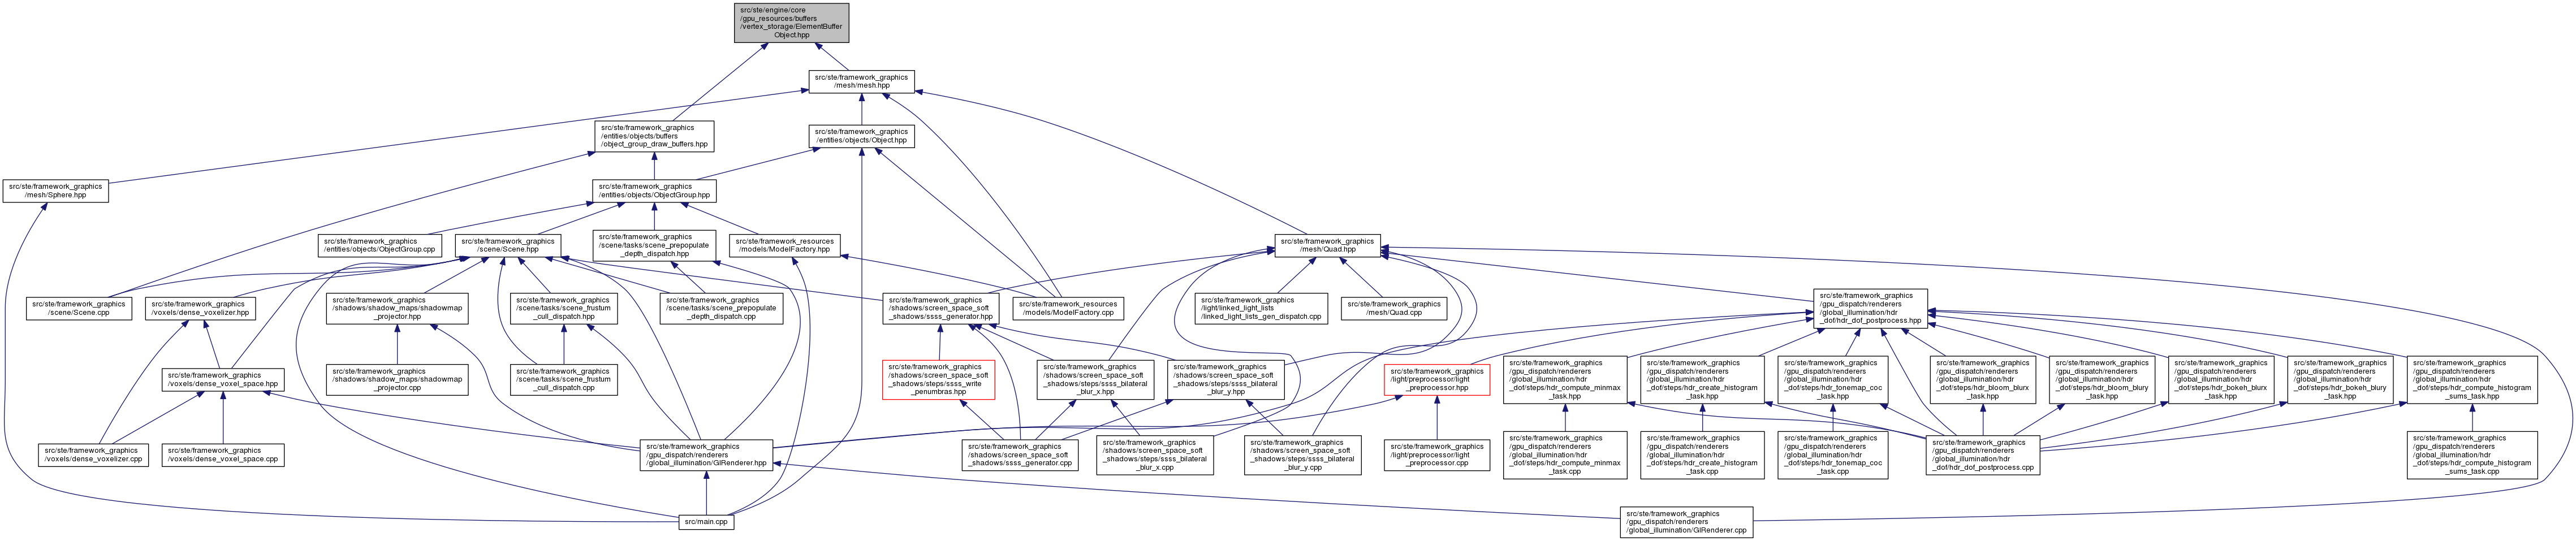 src/ste/engine/core
/gpu_resources/buffers
/vertex_storage/ElementBuffer
Object.hpp
src/ste/framework_graphics
/mesh/mesh.hpp
src/ste/framework_graphics
/entities/objects/buffers
/object_group_draw_buffers.hpp
src/ste/framework_graphics
/entities/objects/Object.hpp
src/ste/framework_graphics
/mesh/Sphere.hpp
src/ste/framework_graphics
/entities/objects/ObjectGroup.hpp
src/ste/framework_graphics
/entities/objects/ObjectGroup.cpp
src/ste/framework_graphics
/scene/Scene.hpp
src/ste/framework_graphics
/scene/tasks/scene_prepopulate
_depth_dispatch.hpp
src/ste/framework_resources
/models/ModelFactory.hpp
src/ste/framework_graphics
/mesh/Quad.hpp
src/ste/framework_graphics
/scene/Scene.cpp
src/ste/framework_graphics
/voxels/dense_voxelizer.hpp
src/ste/framework_graphics
/shadows/shadow_maps/shadowmap
_projector.hpp
src/ste/framework_graphics
/scene/tasks/scene_frustum
_cull_dispatch.hpp
src/ste/framework_graphics
/scene/tasks/scene_prepopulate
_depth_dispatch.cpp
src/ste/framework_graphics
/shadows/screen_space_soft
_shadows/ssss_generator.hpp
src/ste/framework_resources
/models/ModelFactory.cpp
src/ste/framework_graphics
/light/linked_light_lists
/linked_light_lists_gen_dispatch.cpp
src/ste/framework_graphics
/mesh/Quad.cpp
src/ste/framework_graphics
/gpu_dispatch/renderers
/global_illumination/hdr
_dof/hdr_dof_postprocess.hpp
src/ste/framework_graphics
/voxels/dense_voxel_space.hpp
src/ste/framework_graphics
/shadows/shadow_maps/shadowmap
_projector.cpp
src/ste/framework_graphics
/scene/tasks/scene_frustum
_cull_dispatch.cpp
src/ste/framework_graphics
/shadows/screen_space_soft
_shadows/steps/ssss_write
_penumbras.hpp
src/ste/framework_graphics
/shadows/screen_space_soft
_shadows/steps/ssss_bilateral
_blur_x.hpp
src/ste/framework_graphics
/shadows/screen_space_soft
_shadows/steps/ssss_bilateral
_blur_y.hpp
src/ste/framework_graphics
/light/preprocessor/light
_preprocessor.hpp
src/ste/framework_graphics
/gpu_dispatch/renderers
/global_illumination/hdr
_dof/steps/hdr_compute_minmax
_task.hpp
src/ste/framework_graphics
/gpu_dispatch/renderers
/global_illumination/hdr
_dof/steps/hdr_create_histogram
_task.hpp
src/ste/framework_graphics
/gpu_dispatch/renderers
/global_illumination/hdr
_dof/steps/hdr_tonemap_coc
_task.hpp
src/ste/framework_graphics
/gpu_dispatch/renderers
/global_illumination/hdr
_dof/steps/hdr_bloom_blurx
_task.hpp
src/ste/framework_graphics
/gpu_dispatch/renderers
/global_illumination/hdr
_dof/steps/hdr_bloom_blury
_task.hpp
src/ste/framework_graphics
/gpu_dispatch/renderers
/global_illumination/hdr
_dof/steps/hdr_bokeh_blurx
_task.hpp
src/ste/framework_graphics
/gpu_dispatch/renderers
/global_illumination/hdr
_dof/steps/hdr_bokeh_blury
_task.hpp
src/ste/framework_graphics
/gpu_dispatch/renderers
/global_illumination/hdr
_dof/steps/hdr_compute_histogram
_sums_task.hpp
src/ste/framework_graphics
/voxels/dense_voxelizer.cpp
src/ste/framework_graphics
/voxels/dense_voxel_space.cpp
src/ste/framework_graphics
/gpu_dispatch/renderers
/global_illumination/GIRenderer.hpp
src/ste/framework_graphics
/shadows/screen_space_soft
_shadows/ssss_generator.cpp
src/ste/framework_graphics
/shadows/screen_space_soft
_shadows/steps/ssss_bilateral
_blur_x.cpp
src/ste/framework_graphics
/shadows/screen_space_soft
_shadows/steps/ssss_bilateral
_blur_y.cpp
src/ste/framework_graphics
/light/preprocessor/light
_preprocessor.cpp
src/ste/framework_graphics
/gpu_dispatch/renderers
/global_illumination/hdr
_dof/steps/hdr_compute_minmax
_task.cpp
src/ste/framework_graphics
/gpu_dispatch/renderers
/global_illumination/hdr
_dof/steps/hdr_create_histogram
_task.cpp
src/ste/framework_graphics
/gpu_dispatch/renderers
/global_illumination/hdr
_dof/steps/hdr_tonemap_coc
_task.cpp
src/ste/framework_graphics
/gpu_dispatch/renderers
/global_illumination/hdr
_dof/hdr_dof_postprocess.cpp
src/ste/framework_graphics
/gpu_dispatch/renderers
/global_illumination/hdr
_dof/steps/hdr_compute_histogram
_sums_task.cpp
src/main.cpp
src/ste/framework_graphics
/gpu_dispatch/renderers
/global_illumination/GIRenderer.cpp